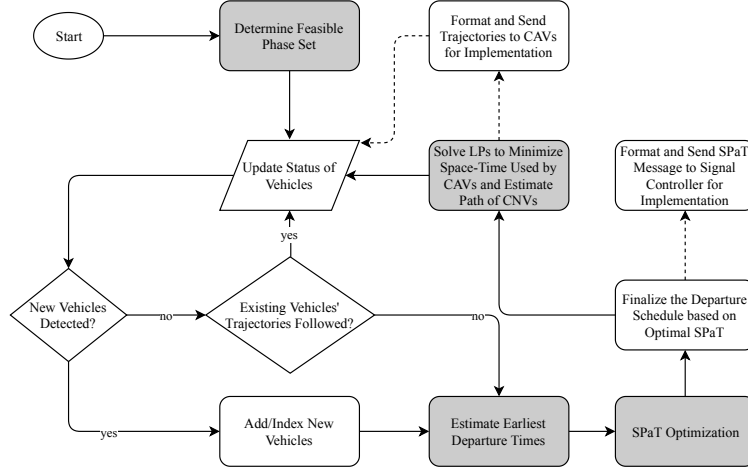 Start
Determine Feasible
Phase Set
Format and Send
Trajectories to CAVs
for Implementation
Update Status of
Vehicles
Solve LPs to Minimize
Space-Time Used by
CAVs and Estimate
Path of CNVs
Format and Send SPaT
Message to Signal
Controller for
Implementation
yes
New Vehicles
Detected?
no
Existing Vehicles'
Trajectories Followed?
no
Finalize the Departure
Schedule based on
Optimal SPaT
yes
Add/Index New
Vehicles
Estimate Earliest
Departure Times
SPaT Optimization